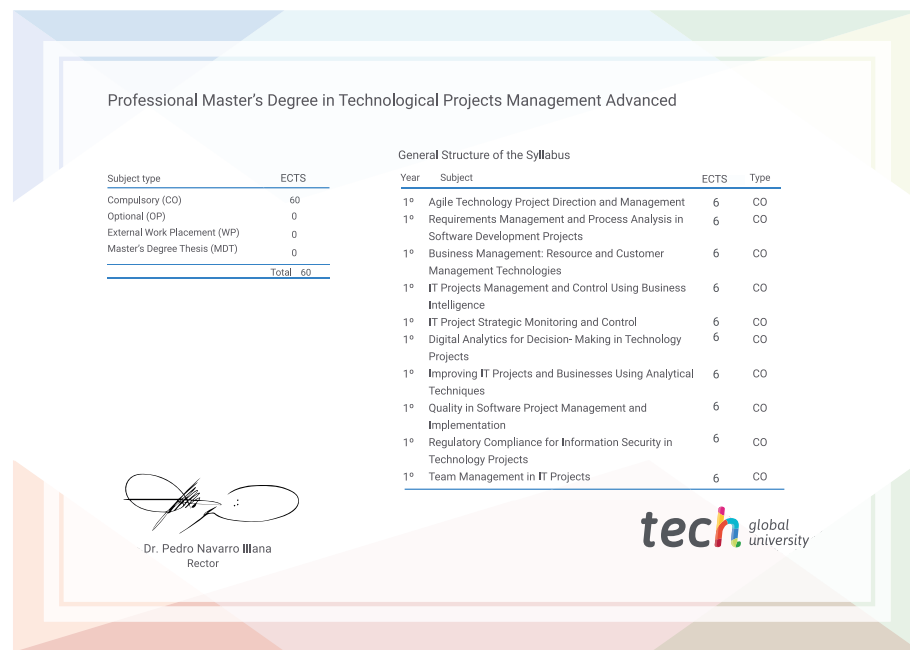 Professional Master's Degree in Technological Projects Management Advanced
Subject type ECTS
Compulsory (CO) 60
Optional (OP) 0
External Work Placement (WP) 0
Master's Degree Thesis (MDT) 0
Total 60
General Structure of the Syllabus
Year Subject ECTS Type
1º Agile Technology Project Direction and Management 6 CO
1º Requirements Management and Process Analysis in 6 CO
Software Development Projects
1º Business Management: Resource and Customer 6 CO
Management Technologies
1º IT Projects Management and Control Using Business 6 CO
Intelligence
1º IT Project Strategic Monitoring and Control 6 CO
1º Digital Analytics for Decision- Making in Technology 6 CO
Projects
1º Improving IT Projects and Businesses Using Analytical 6 CO
Techniques
1º Quality in Software Project Management and 6 CO
Implementation
1º Regulatory Compliance for Information Security in 6 CO
Technology Projects
1º Team Management in IT Projects 6 CO
Dr. Pedro Navarro Illana
Rector
tech global
university